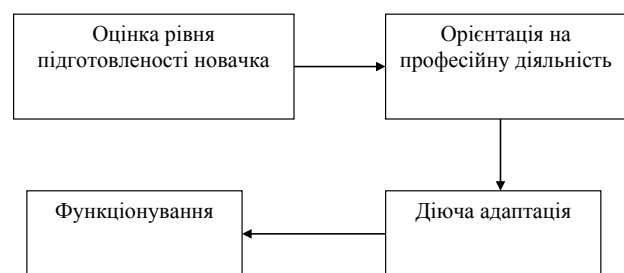 Оцінка рівня
підготовленості новачка
Орієнтація на
професійну діяльність
Діюча адаптація
Функціонування